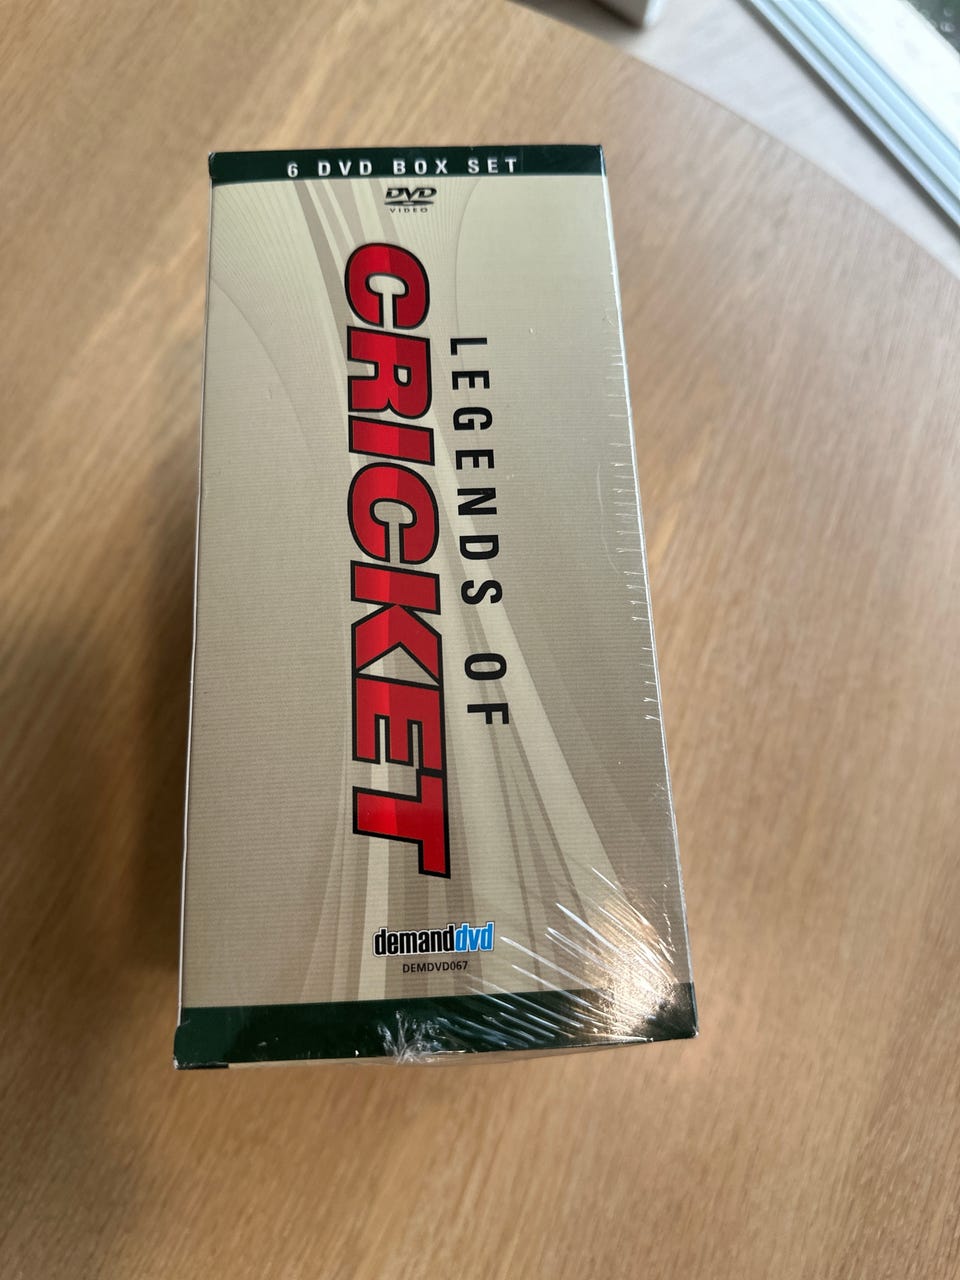 6 DVD BOX SET
DVD
VIDEO
LEGENDS OF
CRICKET
demanddvd
DEMDVD067